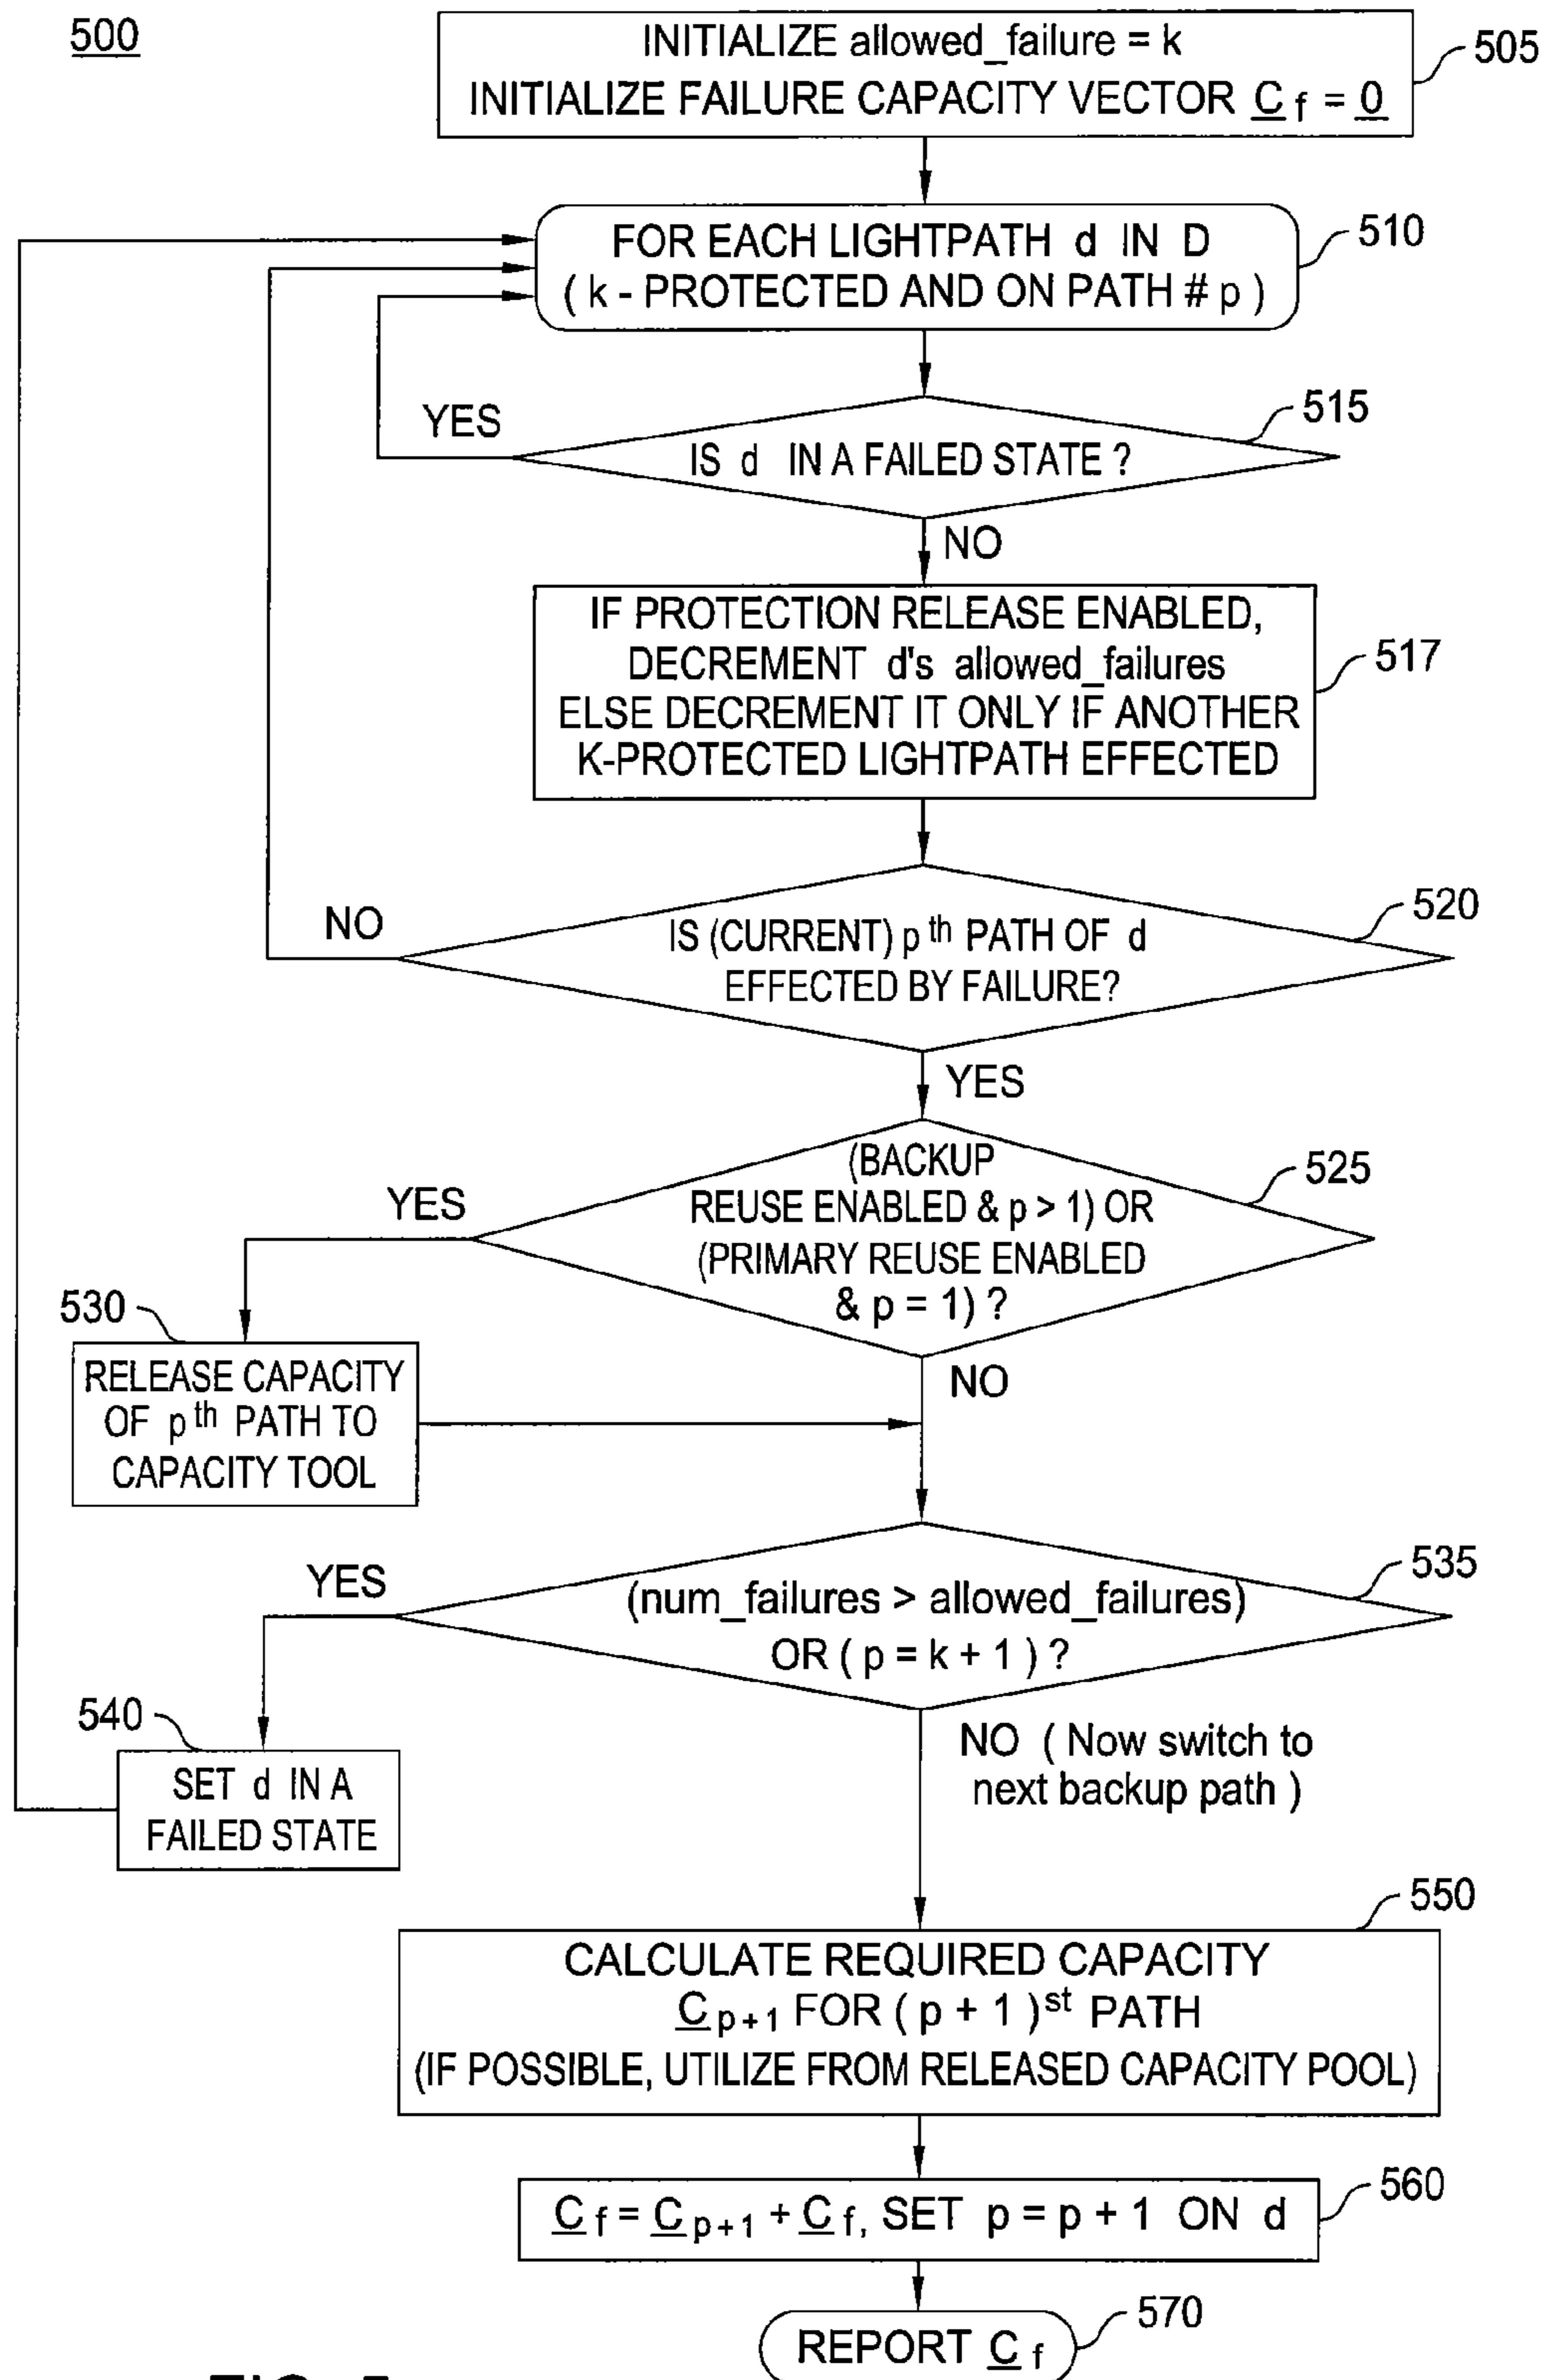 500
INITIALIZE allowed_failure = k
INITIALIZE FAILURE CAPACITY VECTOR C f = 0
505
FOR EACH LIGHTPATH d IN D
( k - PROTECTED AND ON PATH # p )
510
YES
IS d IN A FAILED STATE ?
515
NO
IF PROTECTION RELEASE ENABLED,
DECREMENT d's allowed_failures
ELSE DECREMENT IT ONLY IF ANOTHER
K-PROTECTED LIGHTPATH EFFECTED
517
NO
IS (CURRENT) p th PATH OF d
EFFECTED BY FAILURE?
520
YES
YES
(BACKUP
REUSE ENABLED & p > 1) OR
(PRIMARY REUSE ENABLED
& p = 1) ?
525
530
RELEASE CAPACITY
OF p th PATH TO
CAPACITY TOOL
NO
YES
(num_failures > allowed_failures)
OR ( p = k + 1 ) ?
535
540
SET d IN A
FAILED STATE
NO ( Now switch to
next backup path )
550
CALCULATE REQUIRED CAPACITY
C p + 1 FOR ( p + 1 ) st PATH
(IF POSSIBLE, UTILIZE FROM RELEASED CAPACITY POOL)
C f = C p + 1 + C f, SET p = p + 1 ON d
560
REPORT C f
570